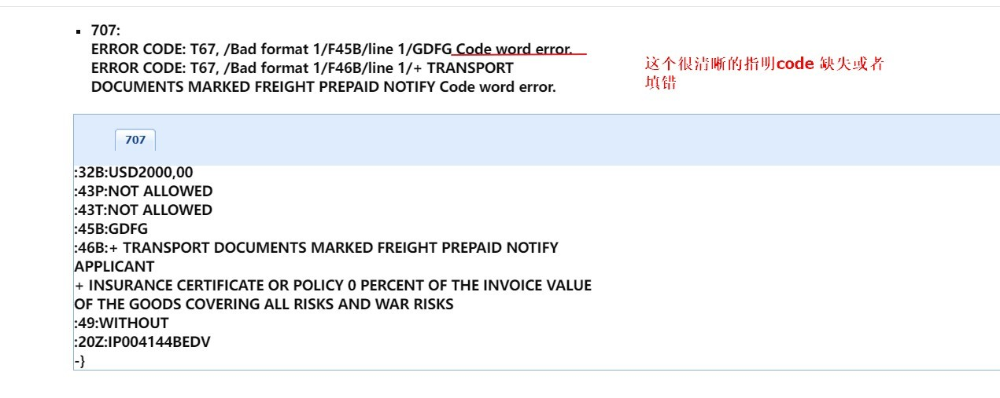 707:
ERROR CODE: T67, /Bad format 1/F45B/line 1/GDFG Code word error.
ERROR CODE: T67, /Bad format 1/F46B/line 1/+ TRANSPORT
DOCUMENTS MARKED FREIGHT PREPAID NOTIFY Code word error.
这个很清晰的指明code 缺失或者
填错
707
:32B:USD2000,00
:43P:NOT ALLOWED
:43T:NOT ALLOWED
:45B:GDFG
:46B:+ TRANSPORT DOCUMENTS MARKED FREIGHT PREPAID NOTIFY
APPLICANT
+ INSURANCE CERTIFICATE OR POLICY 0 PERCENT OF THE INVOICE VALUE
OF THE GOODS COVERING ALL RISKS AND WAR RISKS
:49:WITHOUT
:20Z:IP004144BEDV
-}